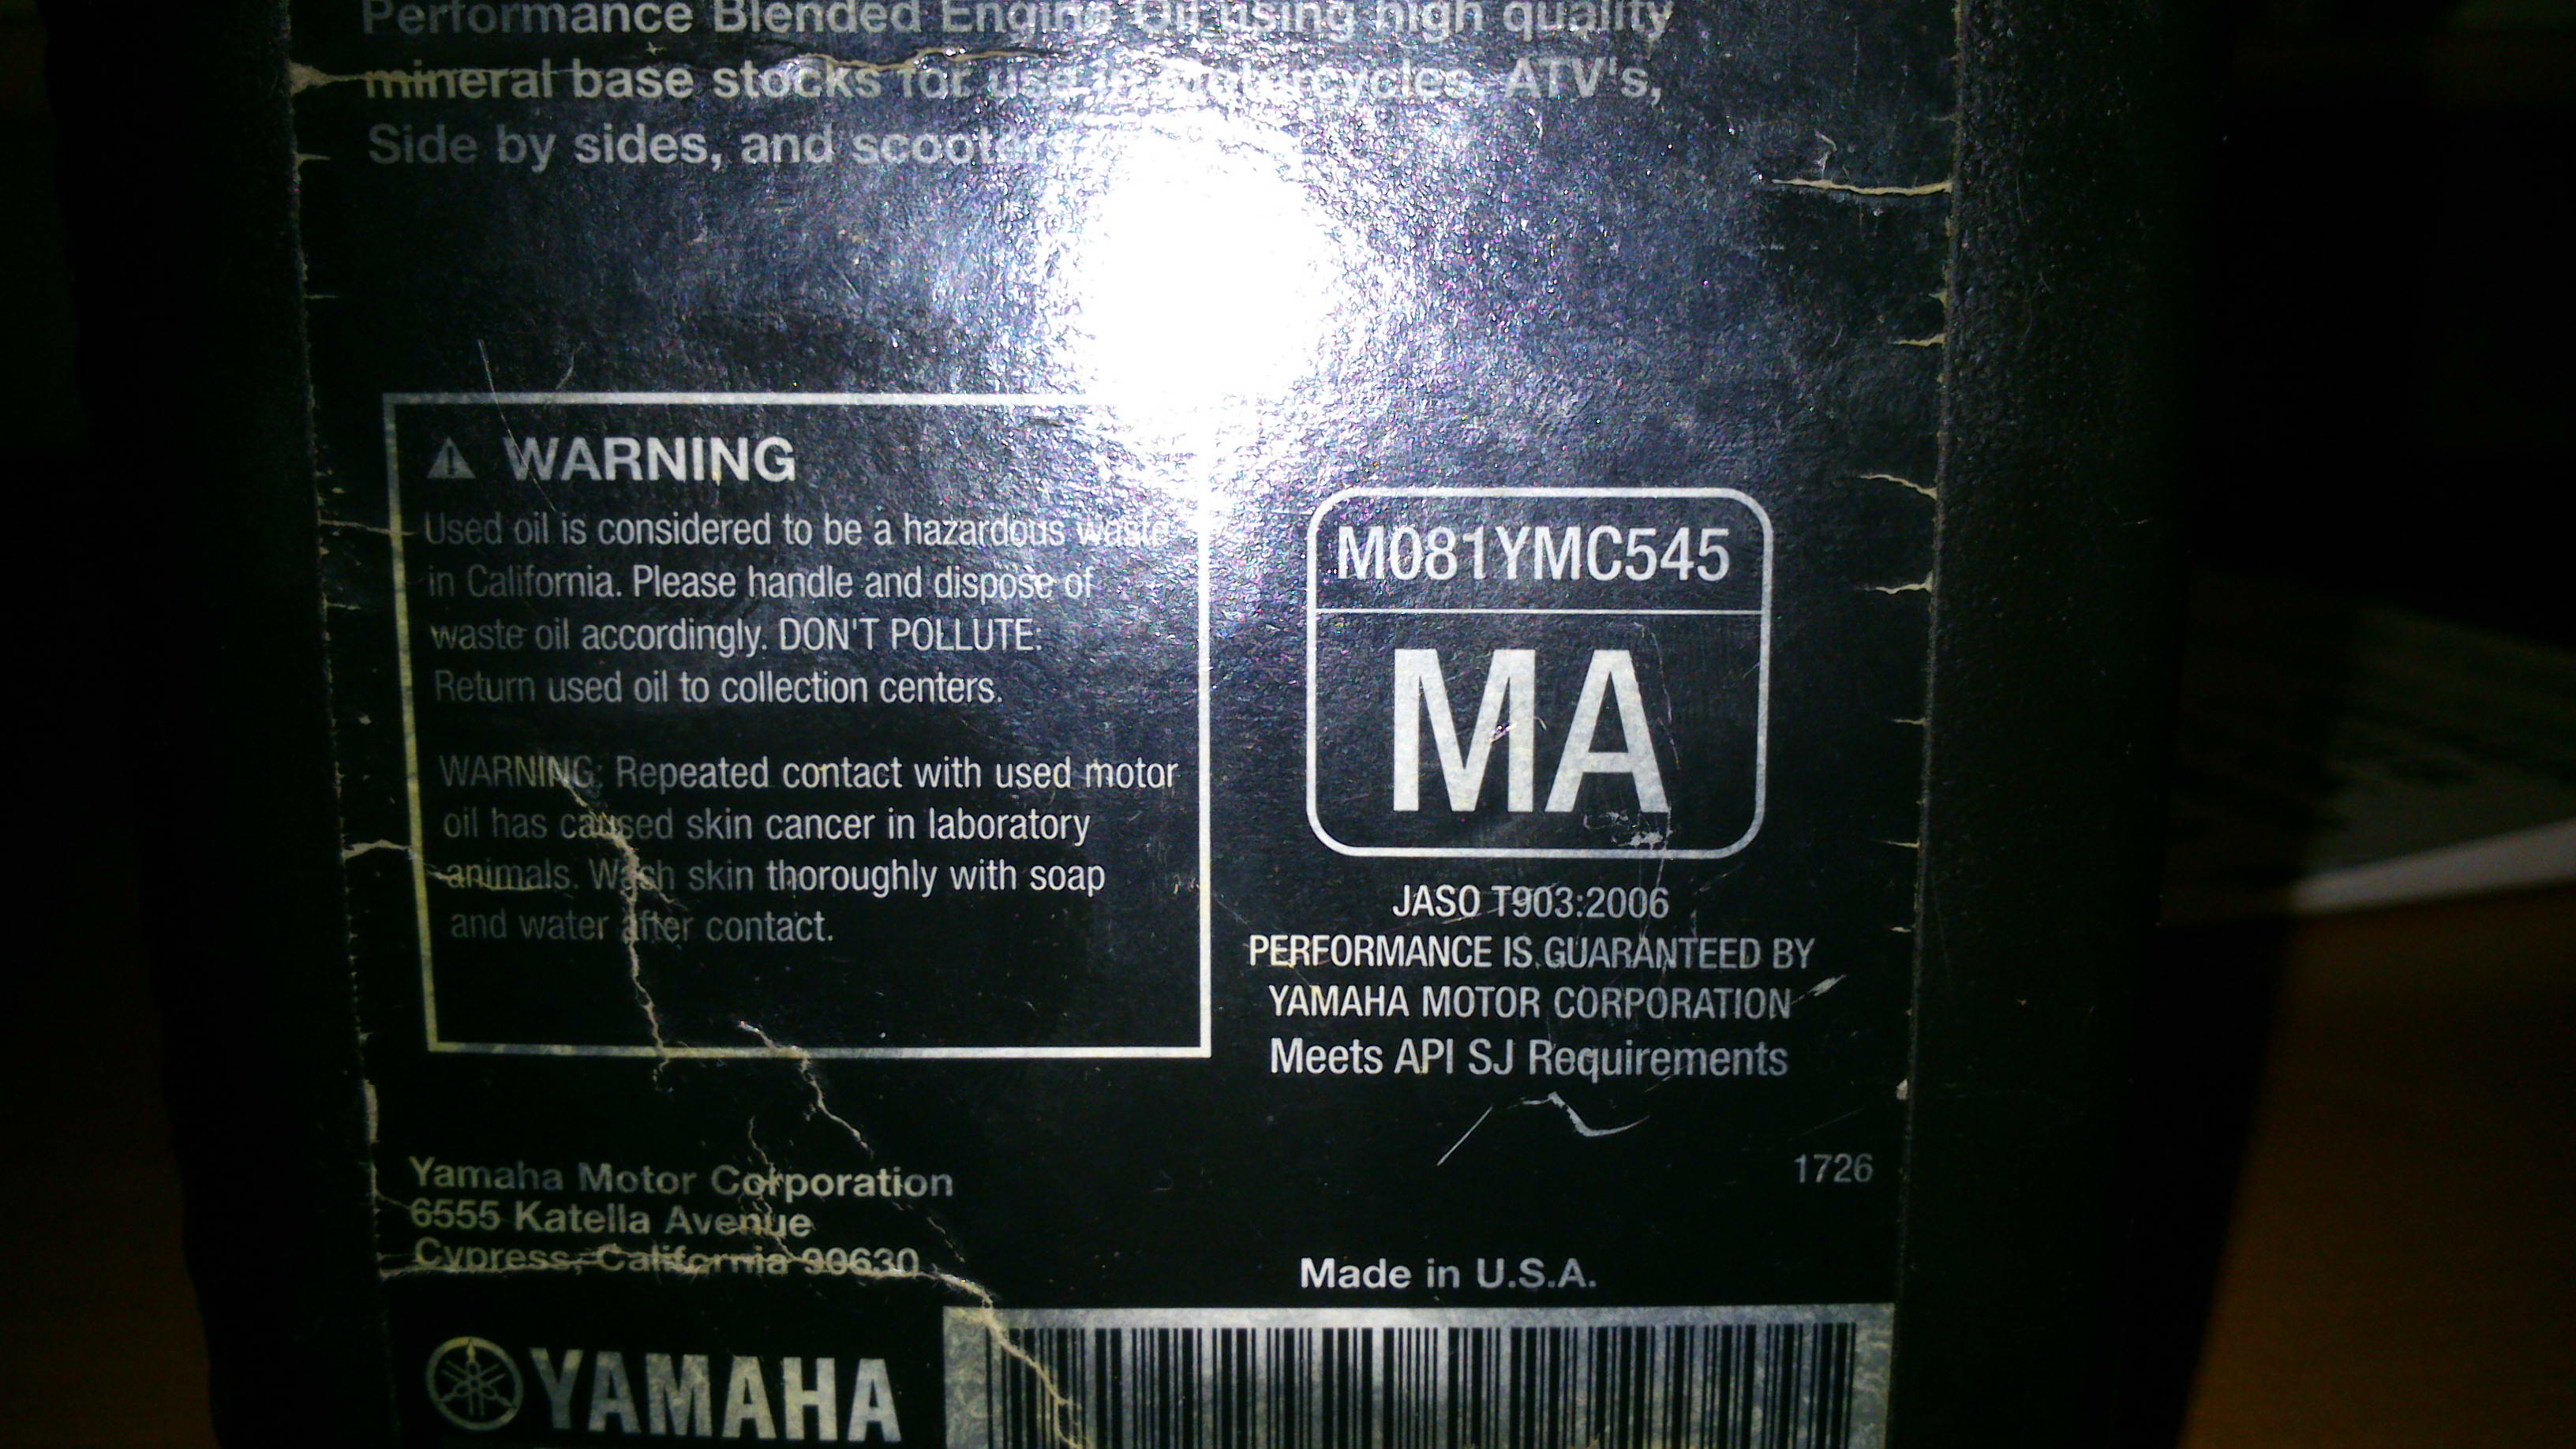 Performance Blended Engine Oil using high quality
mineral base stocks for use in motorcycles, ATV's,
Side by sides, and scooters
WARNING
Used oil is considered to be a hazardous waste
in California. Please handle and dispose of
waste oil accordingly. DON'T POLLUTE:
Return used oil to collection centers.
WARNING: Repeated contact with used motor
oil has caused skin cancer in laboratory
animals. Wash skin thoroughly with soap
and water after contact.
M081YMC545
MA
JASO T903:2006
PERFORMANCE IS GUARANTEED BY
YAMAHA MOTOR CORPORATION
Meets API SJ Requirements
1726
Yamaha Motor Corporation
6555 Katella Avenue
Cypress, California 90630
Made in U.S.A.
YAMAHA